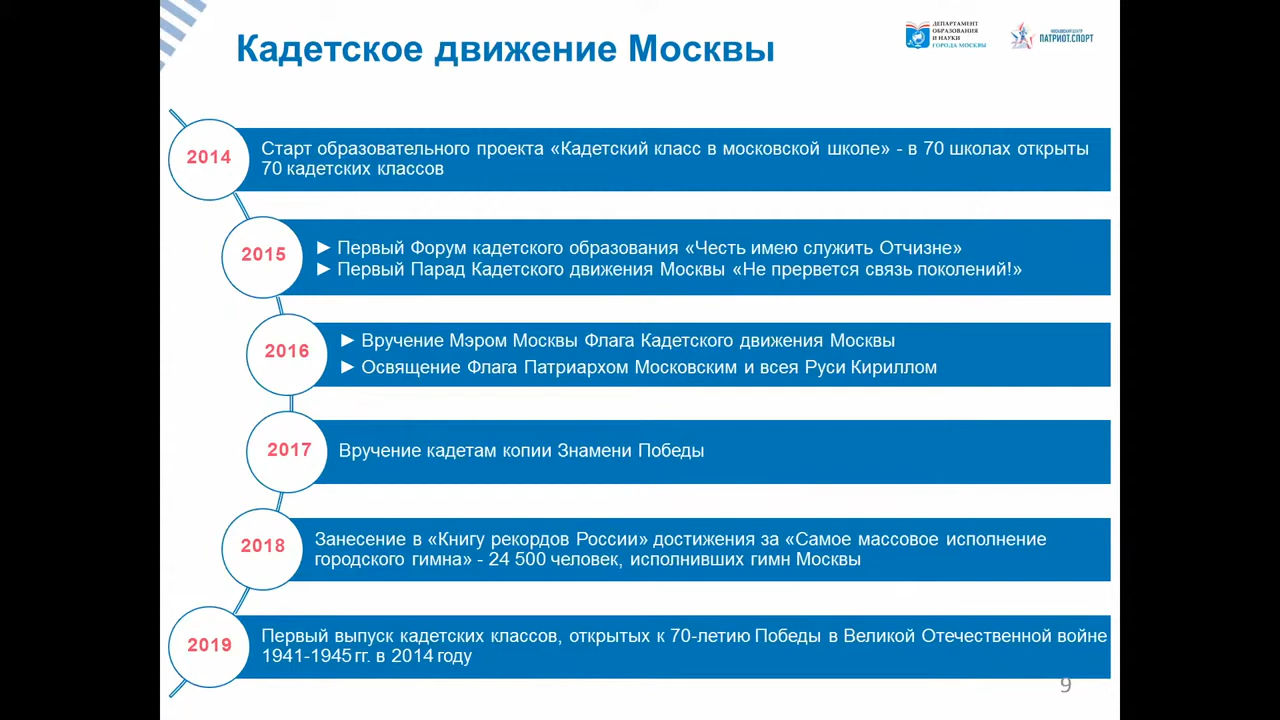 Кадетское движение Москвы
ДЕПАРТАМЕНТ
ОБРАЗОВАНИЯ
И НАУКИ
ГОРОДА МОСКВЫ
МОСКОВСКИЙ ЦЕНТР
ПАТРИОТ.СПОРТ
2014
Старт образовательного проекта «Кадетский класс в московской школе» - в 70 школах открыты
70 кадетских классов
2015
► Первый Форум кадетского образования «Честь имею служить Отчизне»
► Первый Парад Кадетского движения Москвы «Не прервется связь поколений!»
2016
► Вручение Мэром Москвы Флага Кадетского движения Москвы
► Освящение Флага Патриархом Московским и всея Руси Кириллом
2017
Вручение кадетам копии Знамени Победы
2018
Занесение в «Книгу рекордов России» достижения за «Самое массовое исполнение
городского гимна» - 24 500 человек, исполнивших гимн Москвы
2019
Первый выпуск кадетских классов, открытых к 70-летию Победы в Великой Отечественной войне
1941-1945 гг. в 2014 году
9